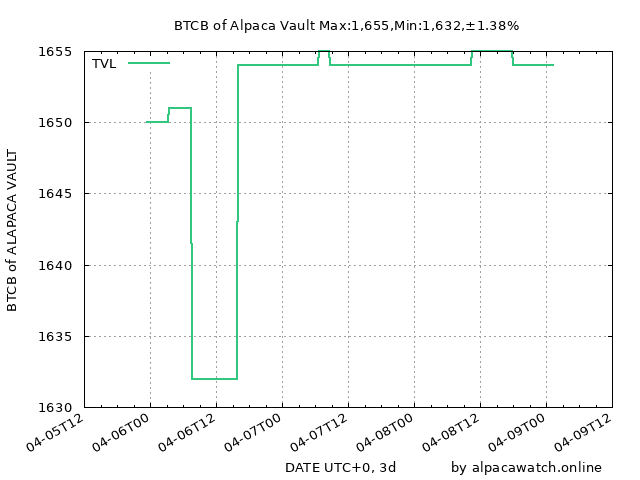 BTCB of Alpaca Vault Max:1,655,Min:1,632,±1.38%
TVL
BTCB of ALAPACA VAULT
1655
1650
1645
1640
1635
1630
04-05T12
04-06T00
04-06T12
04-07T00
04-07T12
04-08T00
04-08T12
04-09T00
04-09T12
DATE UTC+0, 3d
by alpacawatch.online